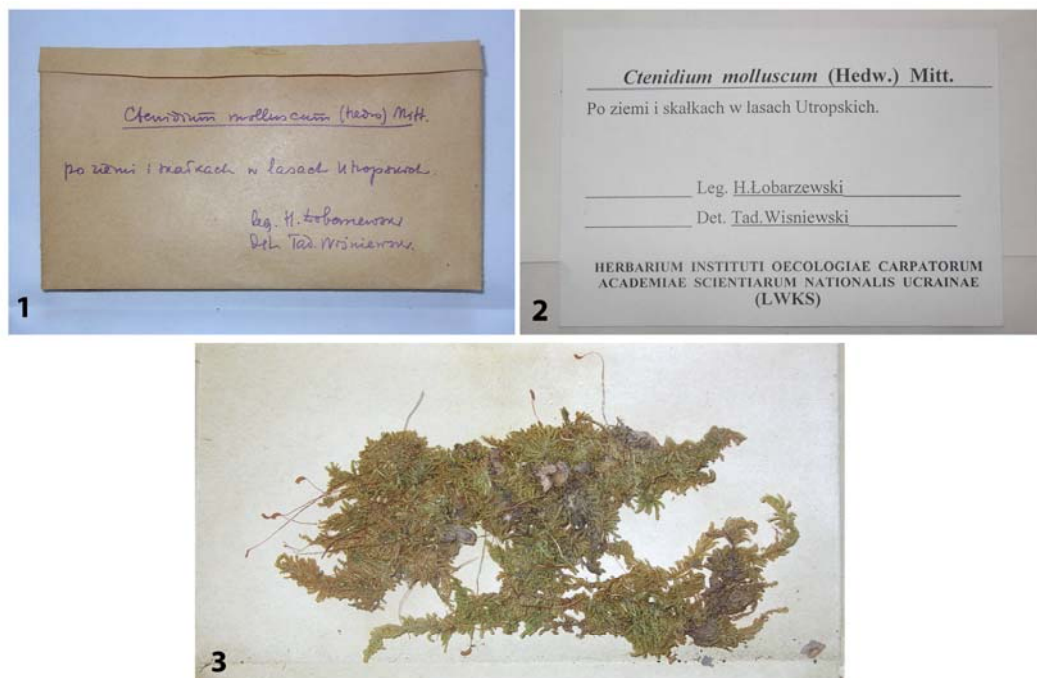 Ctenidium molluscum (Hedw) Mitt.
po ziemi i skałkach w lasach Utropskich.
leg. H. Łobarzewski
Det. Tad. Wiśniewski.
1
Ctenidium molluscum (Hedw.) Mitt.
Po ziemi i skałkach w lasach Utropskich.
Leg. H.Łobarzewski
Det. Tad.Wisniewski
HERBARIUM INSTITUTI OECOLOGIAE CARPATORUM
ACADEMIAE SCIENTIARUM NATIONALIS UCRAINAE
(LWKS)
2
3